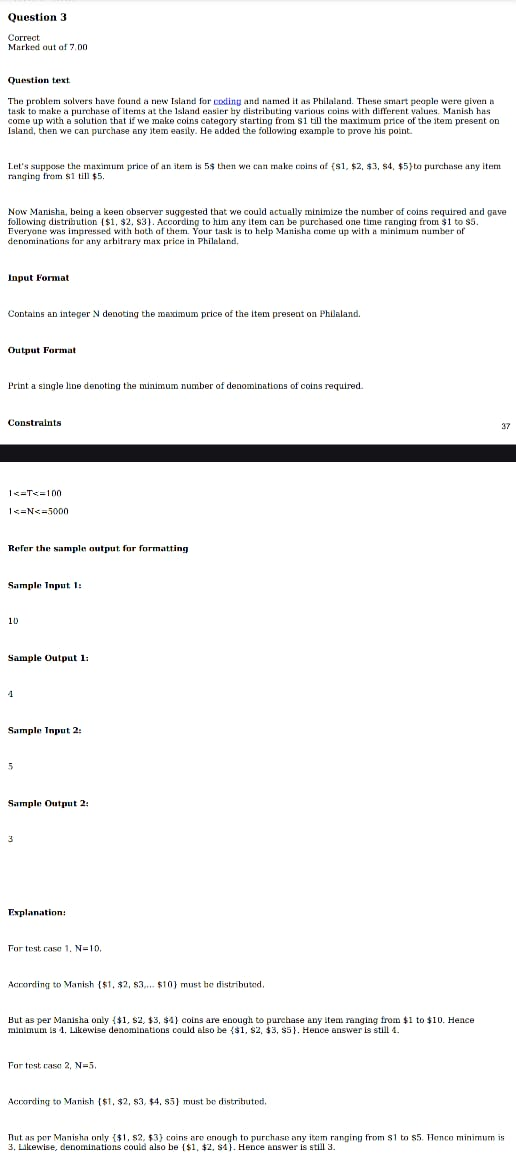 Question 3
Correct
Marked out of 7.00
Question text
The problem solvers have found a new Island for coding and named it as Philaland. These smart people were given a
task to make a purchase of items at the Island easier by distributing various coins with different values. Manish has
come up with a solution that if we make coins category starting from $1 till the maximum price of the item present on
Island, then we can purchase any item easily. He added the following example to prove his point.
Let's suppose the maximum price of an item is 5$ then we can make coins of {$1, $2, $3, $4, $5}to purchase any item
ranging from $1 till $5.
Now Manisha, being a keen observer suggested that we could actually minimize the number of coins required and gave
following distribution {$1, $2, $3}. According to him any item can be purchased one time ranging from $1 to $5.
Everyone was impressed with both of them. Your task is to help Manisha come up with a minimum number of
denominations for any arbitrary max price in Philaland.
Input Format
Contains an integer N denoting the maximum price of the item present on Philaland.
Output Format
Print a single line denoting the minimum number of denominations of coins required.
Constraints
37
1<=T<=100
1<=N<=5000
Refer the sample output for formatting
Sample Input 1:
10
Sample Output 1:
4
Sample Input 2:
5
Sample Output 2:
3
Explanation:
For test case 1, N=10.
According to Manish {$1, $2, $3,... $10} must be distributed.
But as per Manisha only {$1, $2, $3, $4} coins are enough to purchase any item ranging from $1 to $10. Hence
minimum is 4. Likewise denominations could also be {$1, $2, $3, $5}. Hence answer is still 4.
For test case 2, N=5.
According to Manish {$1, $2, $3, $4, $5} must be distributed.
But as per Manisha only {$1, $2, $3} coins are enough to purchase any item ranging from $1 to $5. Hence minimum is
3. Likewise, denominations could also be {$1, $2, $4}. Hence answer is still 3.